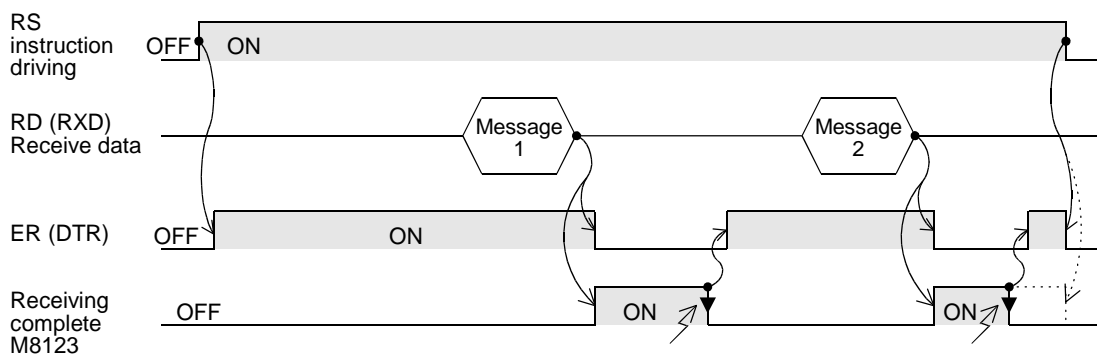 RS
instruction
driving
OFF
ON
RD (RXD)
Receive data
Message
1
Message
2
ER (DTR)
OFF
ON
Receiving
complete
M8123
OFF
ON
ON